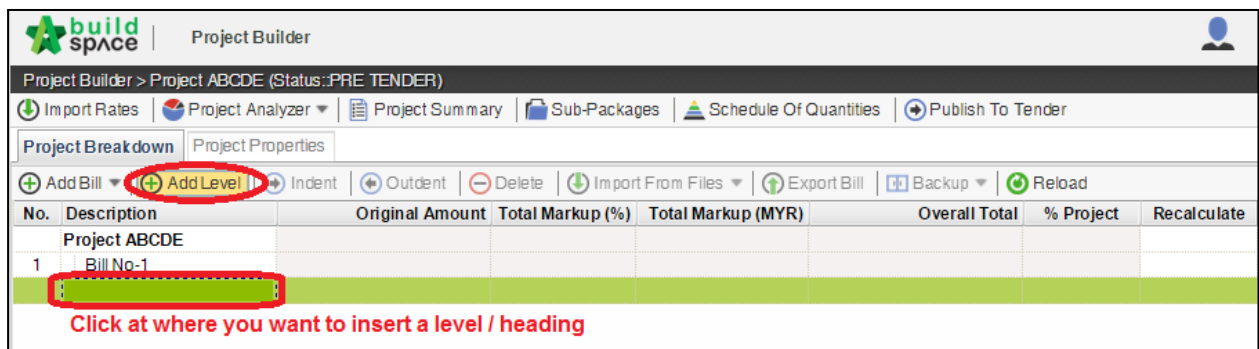 build
space
Project Builder
Project Builder > Project ABCDE (Status::PRE TENDER)
Import Rates Project Analyzer Project Summary Sub-Packages Schedule Of Quantities Publish To Tender
Project Breakdown Project Properties
Add Bill Add Level Indent Outdent Delete Import From Files Export Bill Backup Reload
No. Description Original Amount Total Markup (%) Total Markup (MYR) Overall Total % Project Recalculate
Project ABCDE
1 Bill No-1
Click at where you want to insert a level / heading